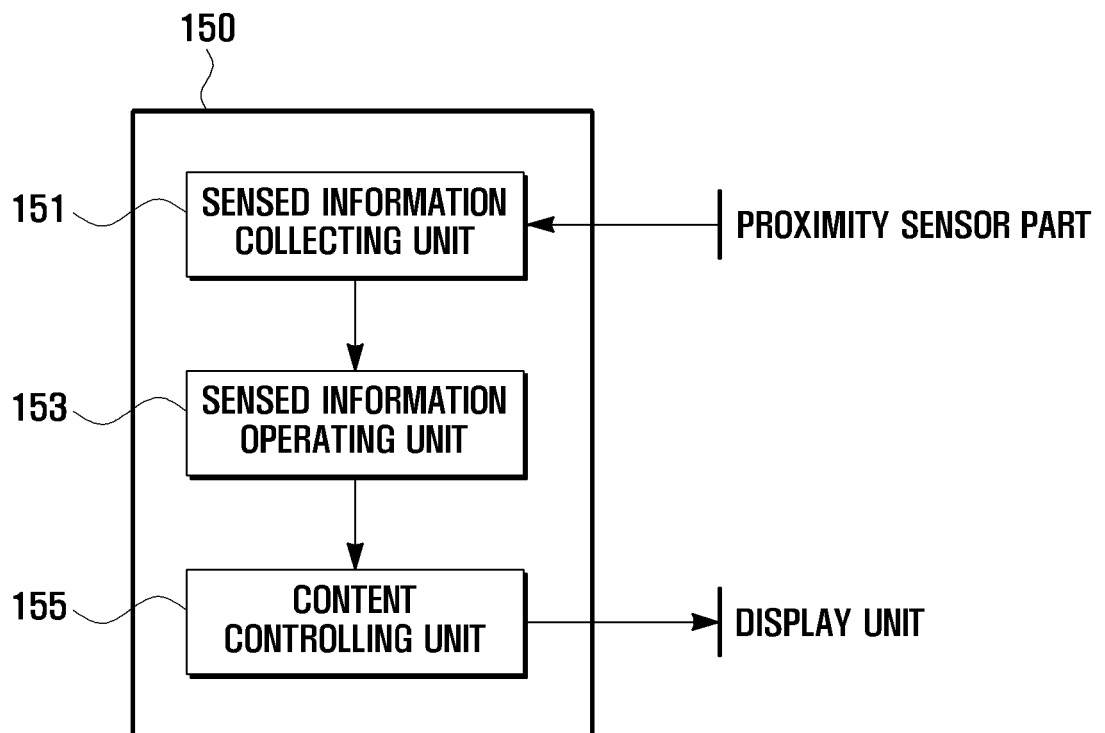 150
151
SENSED INFORMATION
COLLECTING UNIT
PROXIMITY SENSOR PART
153
SENSED INFORMATION
OPERATING UNIT
155
CONTENT
CONTROLLING UNIT
DISPLAY UNIT